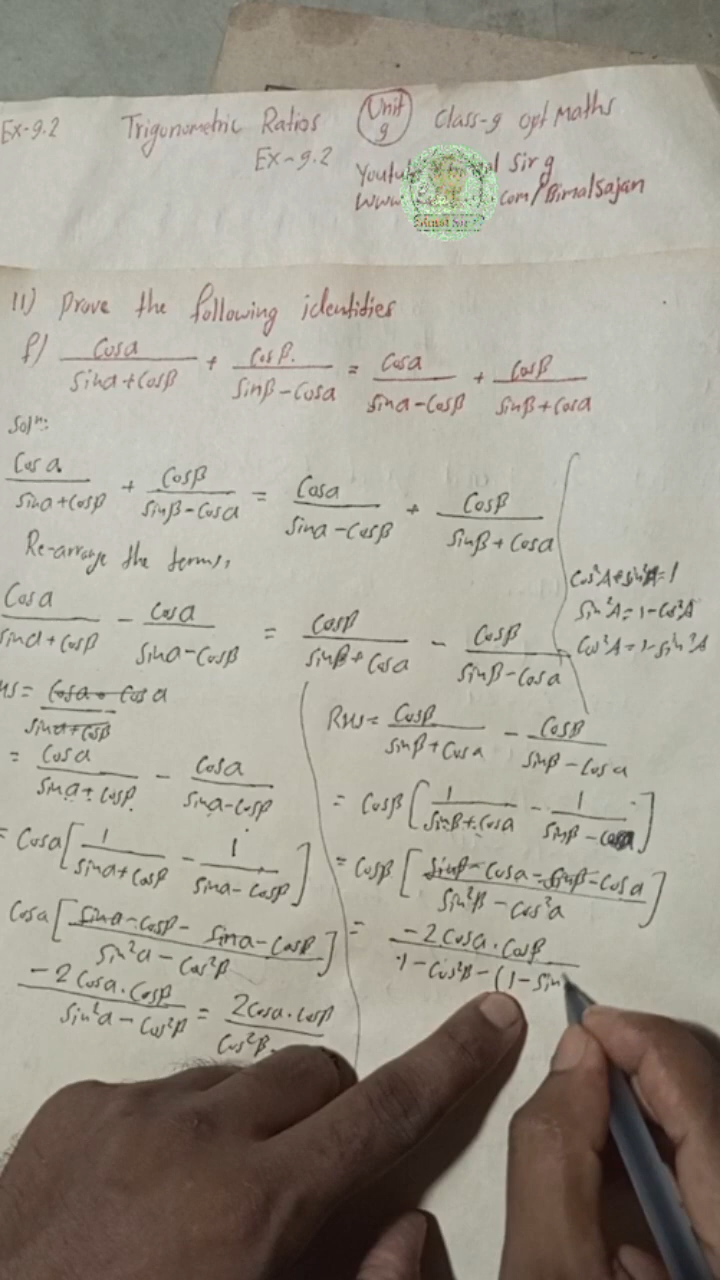 Ex-9.2 Trigonometric Ratios Unit 9 Class-9 opt Maths
Ex-9.2
Sir g
www. .com/Bimalsajan
11) Prove the following identities
f) Cosα/(Sinα+Cosβ) + Cosβ/(Sinβ-Cosα) = Cosα/(Sinα-Cosβ) + Cosβ/(Sinβ+Cosα)
Solⁿ:
Cosα/(Sinα+Cosβ) + Cosβ/(Sinβ-Cosα) = Cosα/(Sinα-Cosβ) + Cosβ/(Sinβ+Cosα)
Re-arrange the terms,
Cos²A+Sin²A=1
Sin²A=1-Cos²A
Cos²A=1-Sin²A
Cosα/(Sinα+Cosβ) - Cosα/(Sinα-Cosβ) = Cosβ/(Sinβ+Cosα) - Cosβ/(Sinβ-Cosα)
HS =
= Cosα/(Sinα+Cosβ) - Cosα/(Sinα-Cosβ)
= Cosα[1/(Sinα+Cosβ) - 1/(Sinα-Cosβ)]
Cosα[(Sinα-Cosβ-Sinα-Cosβ)/(Sin²α-Cos²β)]
-2Cosα.Cosβ/(Sin²α-Cos²β) = 2Cosα.Cosβ/Cos²β-
RHS = Cosβ/(Sinβ+Cosα) - Cosβ/(Sinβ-Cosα)
= Cosβ[1/(Sinβ+Cosα) - 1/(Sinβ-Cosα)]
= Cosβ[(Sinβ-Cosα-Sinβ-Cosα)/(Sin²β-Cos²α)]
= -2Cosα.Cosβ/(1-Cos²β-(1-Sin